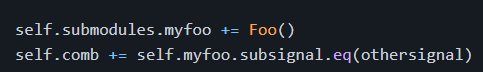 self.submodules.myfoo += Foo()
self.comb += self.myfoo.subsignal.eq(othersignal)